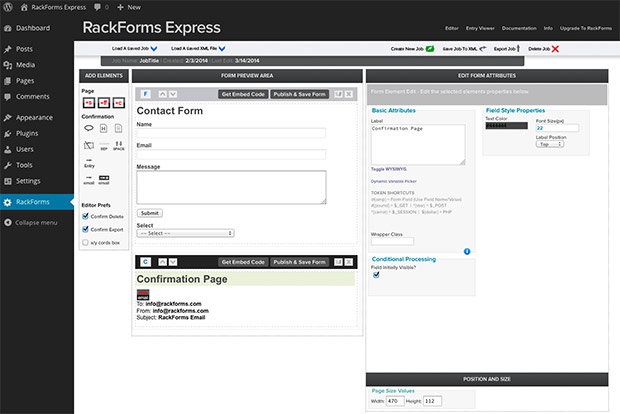 RackForms Express
New
Dashboard
Posts
Media
Pages
Comments
Appearance
Plugins
Users
Tools
Settings
RackForms
Collapse menu
RackForms Express
Editor Entry Viewer Documentation Info Upgrade To RackForms
Load A Saved Job Load A Saved XML File Create New Job Save Job To XML Export Job Delete Job
Job Name: JobTitle | Created: 2/3/2014 Last Edit: 3/14/2014
ADD ELEMENTS
Page
Confirmation
SEP SPACE
Entry email email
Editor Prefs
Confirm Delete
Confirm Export
x/y cords box
FORM PREVIEW AREA
F Get Embed Code Publish & Save Form
Contact Form
Name
Email
Message
Submit
Select
--- Select ---
C Get Embed Code Publish & Save Form
Confirmation Page
email
To: info@rackforms.com
From: info@rackforms.com
Subject: RackForms Email
EDIT FORM ATTRIBUTES
Form Element Edit - Edit the selected elements properties below.
Basic Attributes
Label
Confirmation Page
Toggle WYSIWYG
Dynamic Variable Picker
TOKEN SHORTCUTS
Wrapper Class
Conditional Processing
Field Initially Visible?
Field Style Properties
Text Color Font Size(px)
22
Label Position
Top
POSITION AND SIZE
Page Size Values
Width: 470 Height: 112